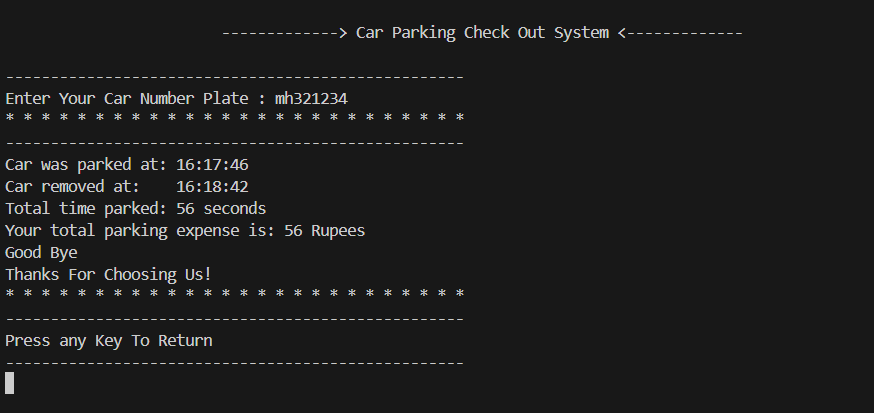 -------------> Car Parking Check Out System <-------------
---------------------------------------------------
Enter Your Car Number Plate : mh321234
* * * * * * * * * * * * * * * * * * * * * * * * * *
---------------------------------------------------
Car was parked at: 16:17:46
Car removed at:    16:18:42
Total time parked: 56 seconds
Your total parking expense is: 56 Rupees
Good Bye
Thanks For Choosing Us!
* * * * * * * * * * * * * * * * * * * * * * * * * *
---------------------------------------------------
Press any Key To Return
---------------------------------------------------